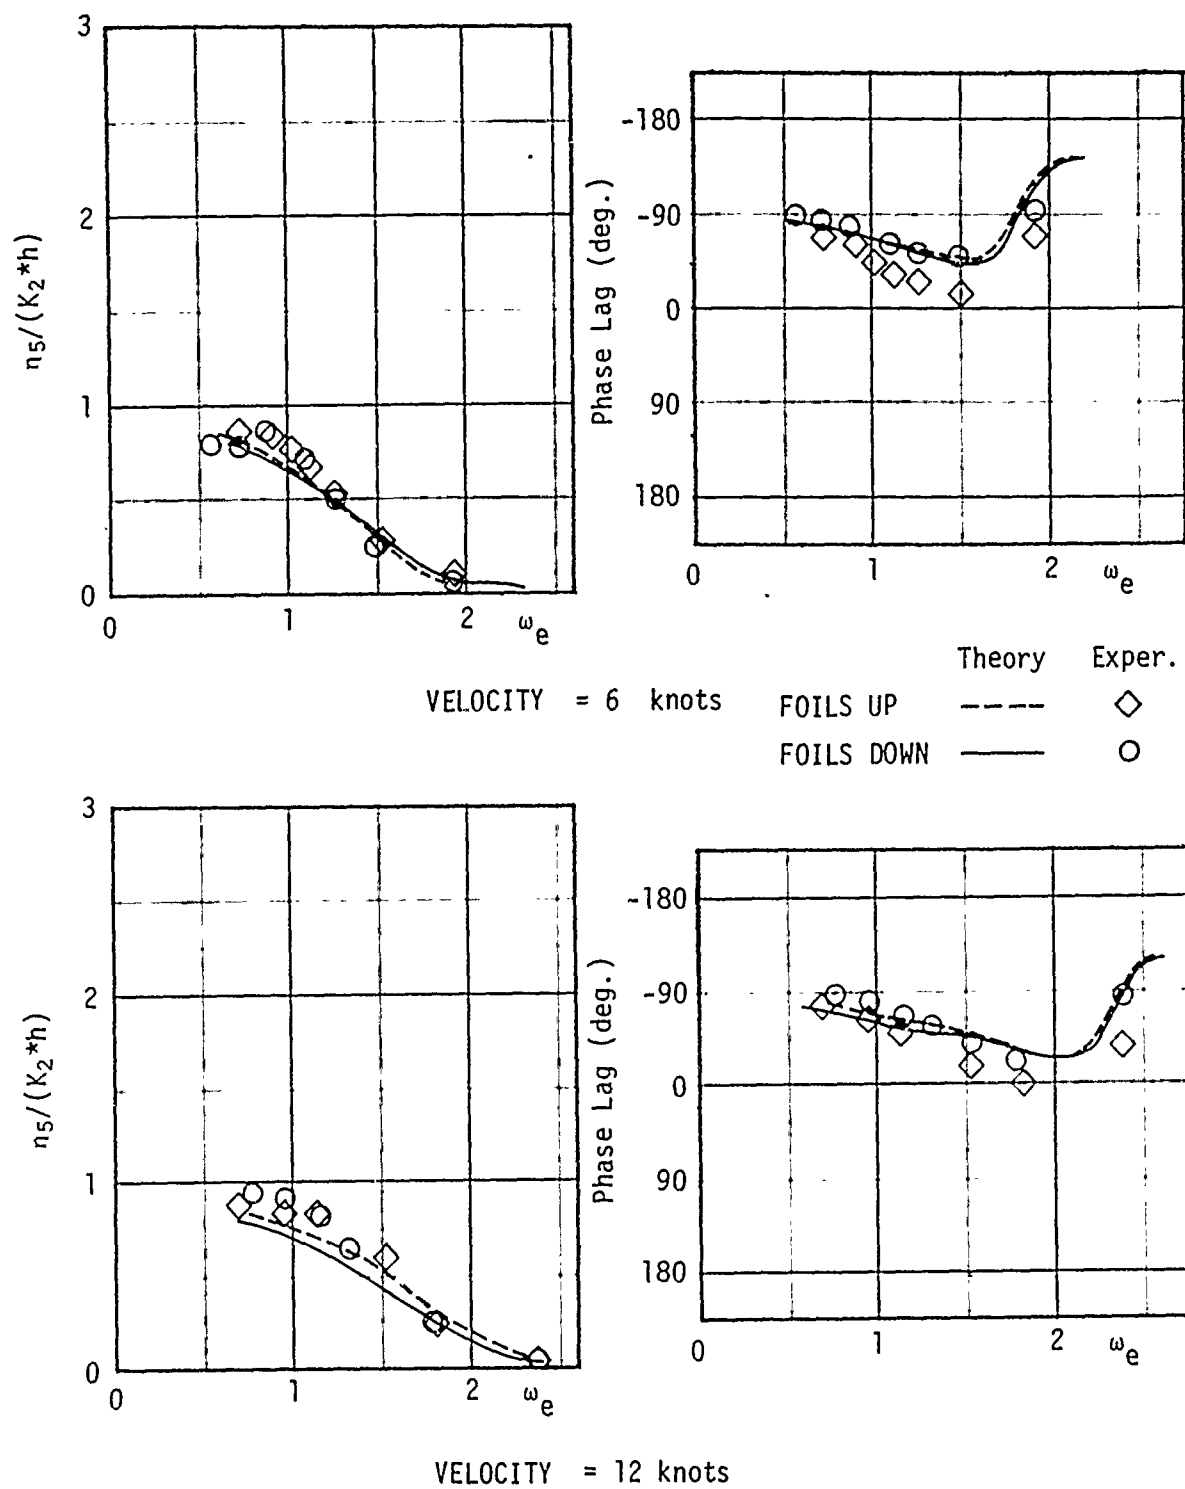 3
2
1
0
η5/(K2*h)
0
1
2
ωe
-180
-90
0
90
180
Phase Lag (deg.)
0
1
2
ωe
VELOCITY = 6 knots
Theory Exper.
FOILS UP
FOILS DOWN
3
2
1
0
η5/(K2*h)
0
1
2
ωe
-180
-90
0
90
180
Phase Lag (deg.)
0
1
2
ωe
VELOCITY = 12 knots